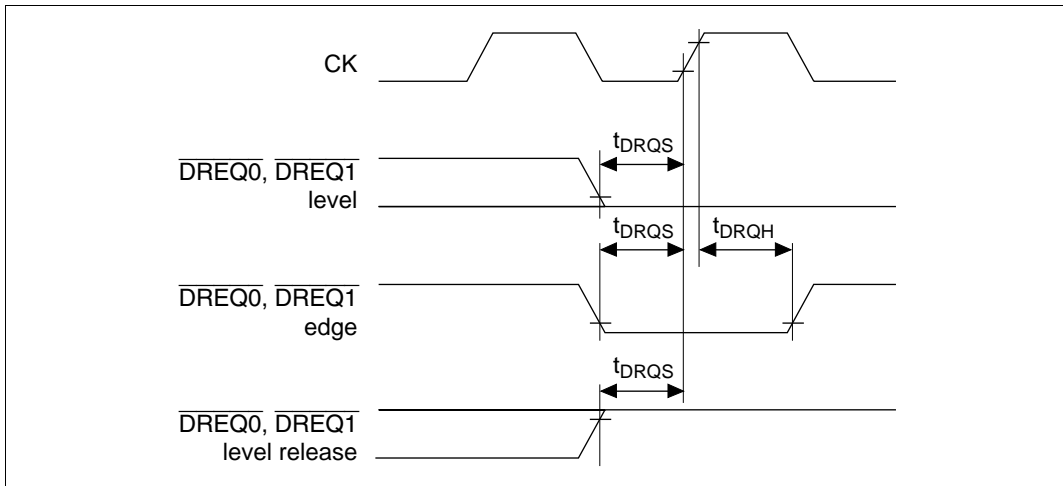 CK
tDRQS
DREQ0, DREQ1
level
tDRQS
tDRQH
DREQ0, DREQ1
edge
tDRQS
DREQ0, DREQ1
level release